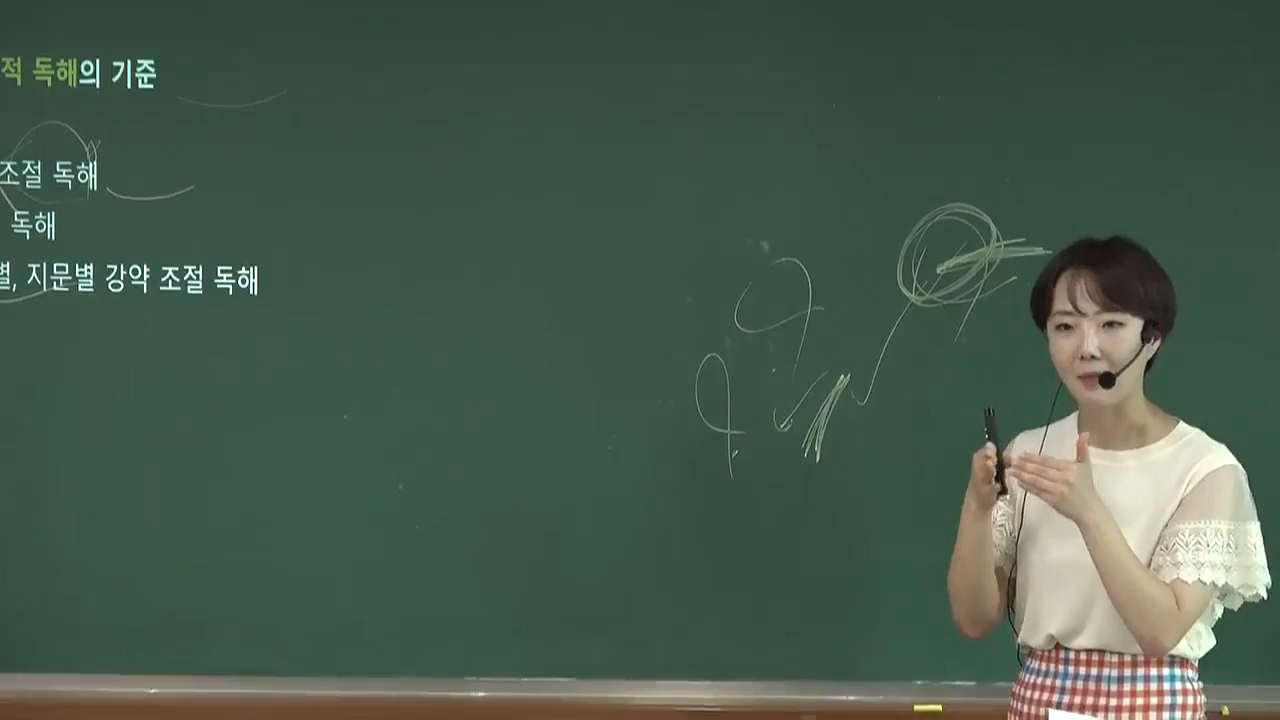 적 독해의 기준
조절 독해
독해
별, 지문별 강약 조절 독해